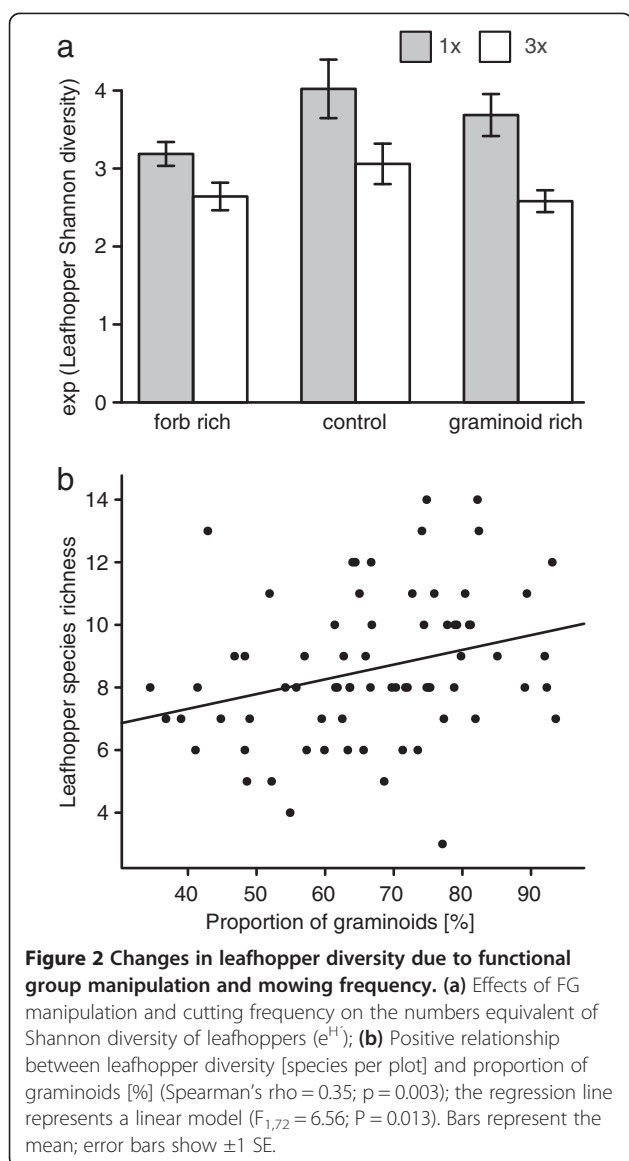 a
1x 3x
4
3
2
1
0
exp (Leafhopper Shannon diversity)
forb rich control graminoid rich
b
14
12
10
8
6
4
Leafhopper species richness
40 50 60 70 80 90
Proportion of graminoids [%]
Figure 2 Changes in leafhopper diversity due to functional
group manipulation and mowing frequency. (a) Effects of FG
manipulation and cutting frequency on the numbers equivalent of
Shannon diversity of leafhoppers (e^H´); (b) Positive relationship
between leafhopper diversity [species per plot] and proportion of
graminoids [%] (Spearman's rho = 0.35; p = 0.003); the regression line
represents a linear model (F1,72 = 6.56; P = 0.013). Bars represent the
mean; error bars show ±1 SE.